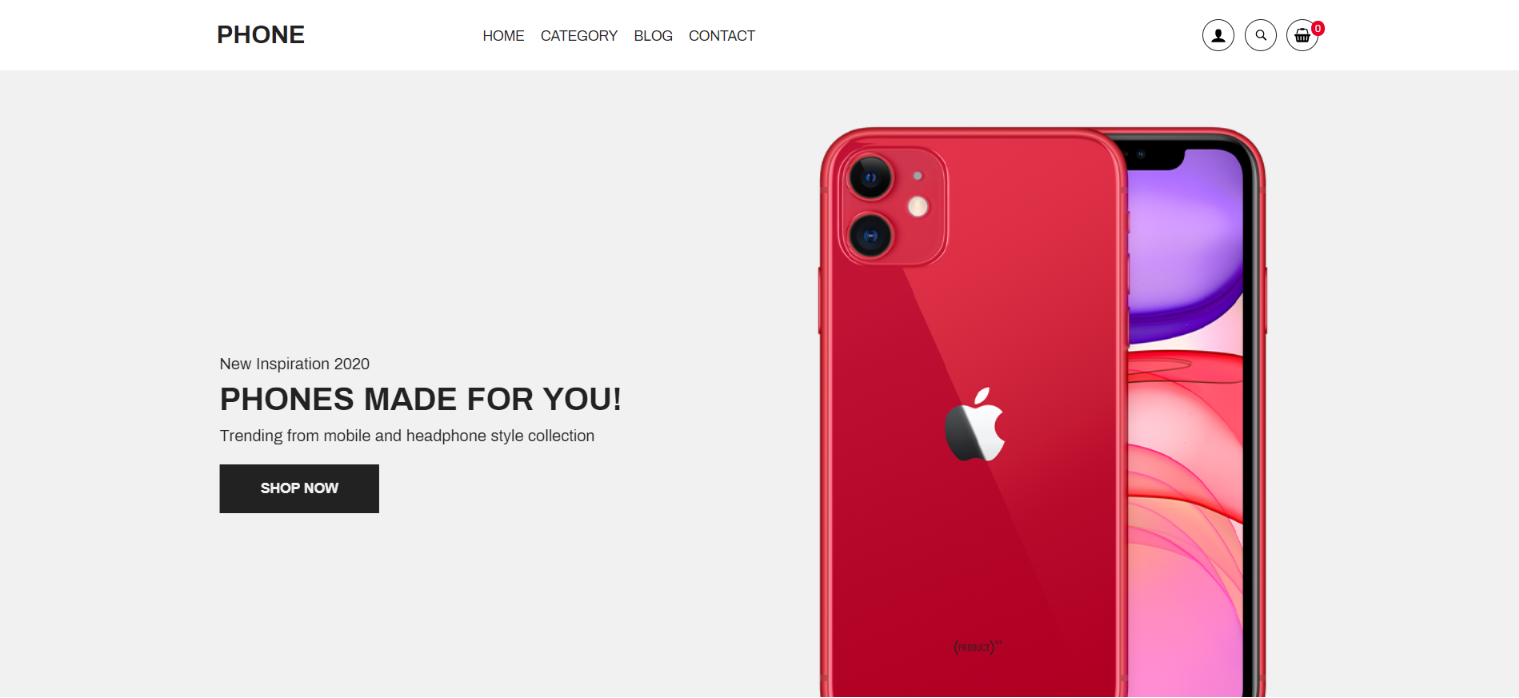 PHONE
HOME CATEGORY BLOG CONTACT
0
New Inspiration 2020
PHONES MADE FOR YOU!
Trending from mobile and headphone style collection
SHOP NOW
(PRODUCT)